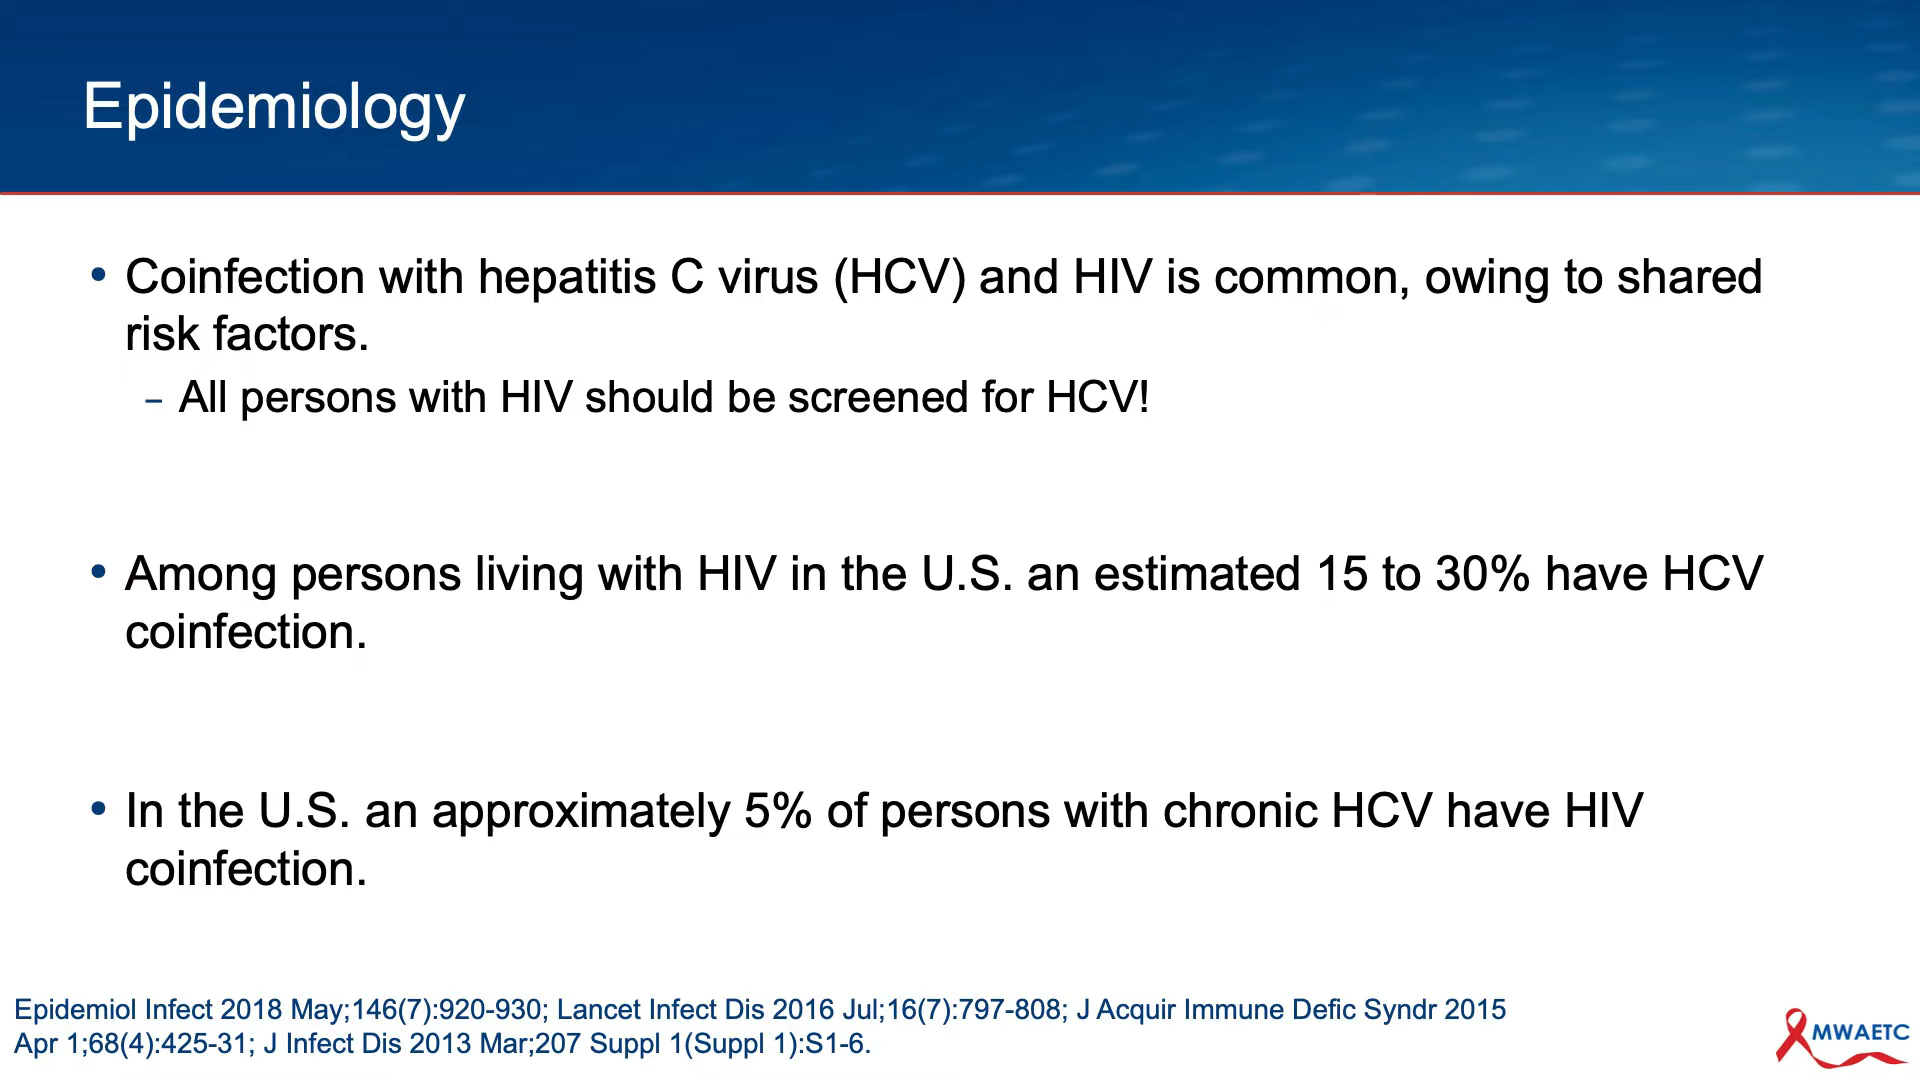 Epidemiology
• Coinfection with hepatitis C virus (HCV) and HIV is common, owing to shared
risk factors.
– All persons with HIV should be screened for HCV!
• Among persons living with HIV in the U.S. an estimated 15 to 30% have HCV
coinfection.
• In the U.S. an approximately 5% of persons with chronic HCV have HIV
coinfection.
Epidemiol Infect 2018 May;146(7):920-930; Lancet Infect Dis 2016 Jul;16(7):797-808; J Acquir Immune Defic Syndr 2015
Apr 1;68(4):425-31; J Infect Dis 2013 Mar;207 Suppl 1(Suppl 1):S1-6.
MWAETC